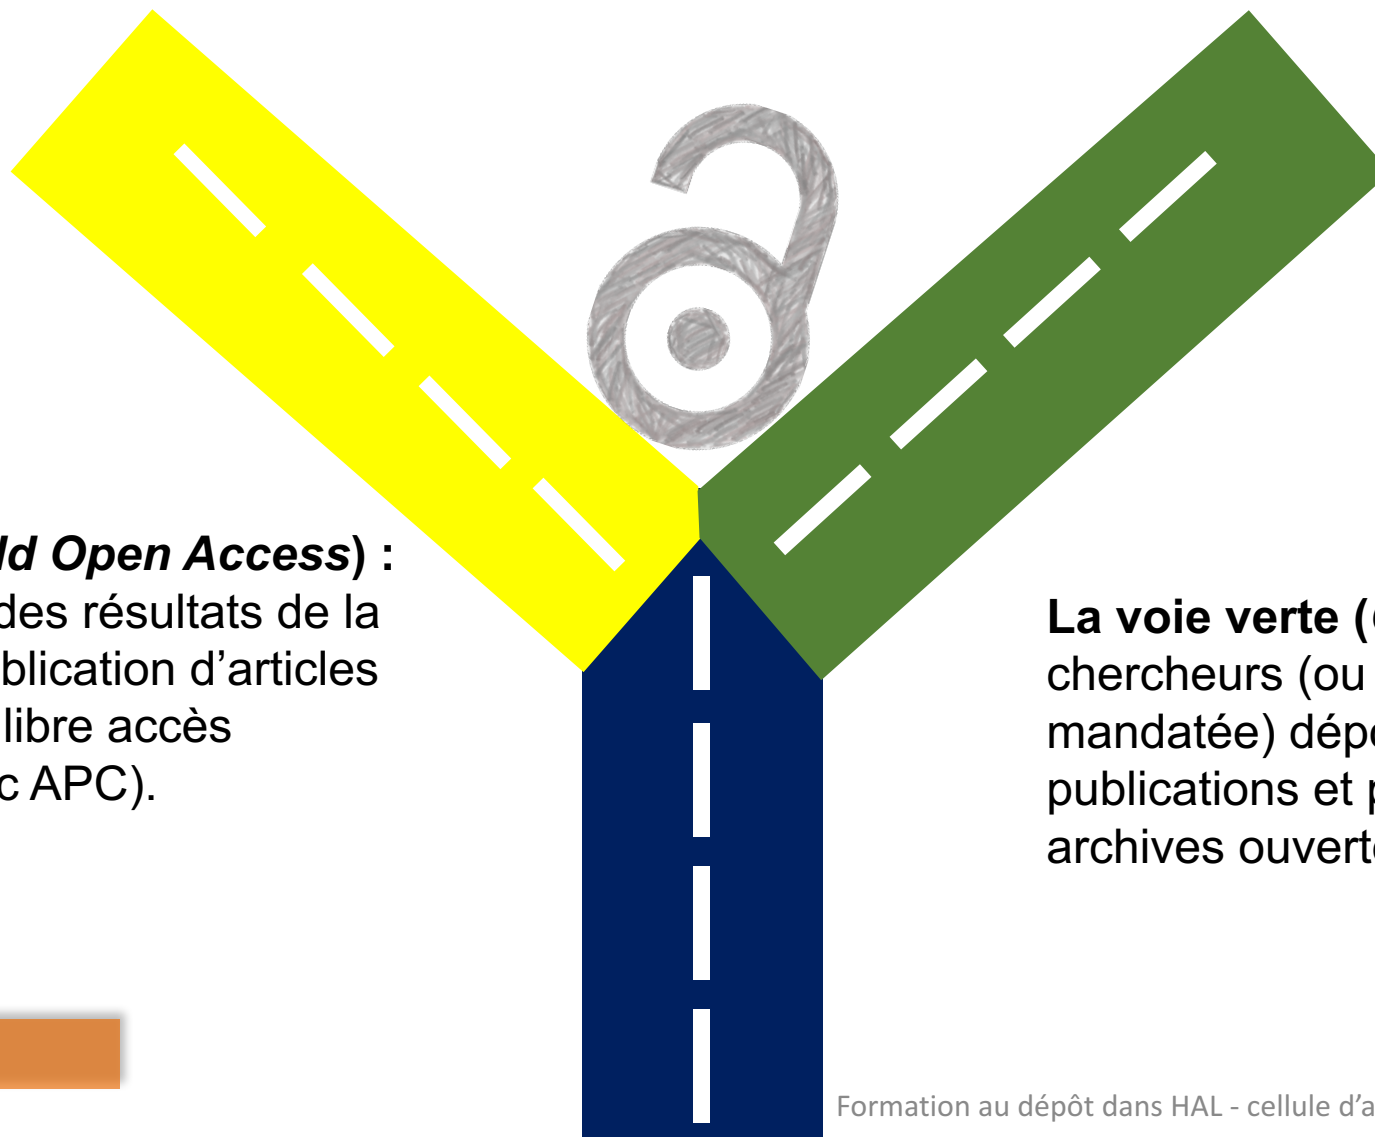 ld Open Access) :
des résultats de la
blication d’articles
libre accès
c APC).
La voie verte (
chercheurs (ou
mandatée) dép
publications et
archives ouvert
Formation au dépôt dans HAL - cellule d’a